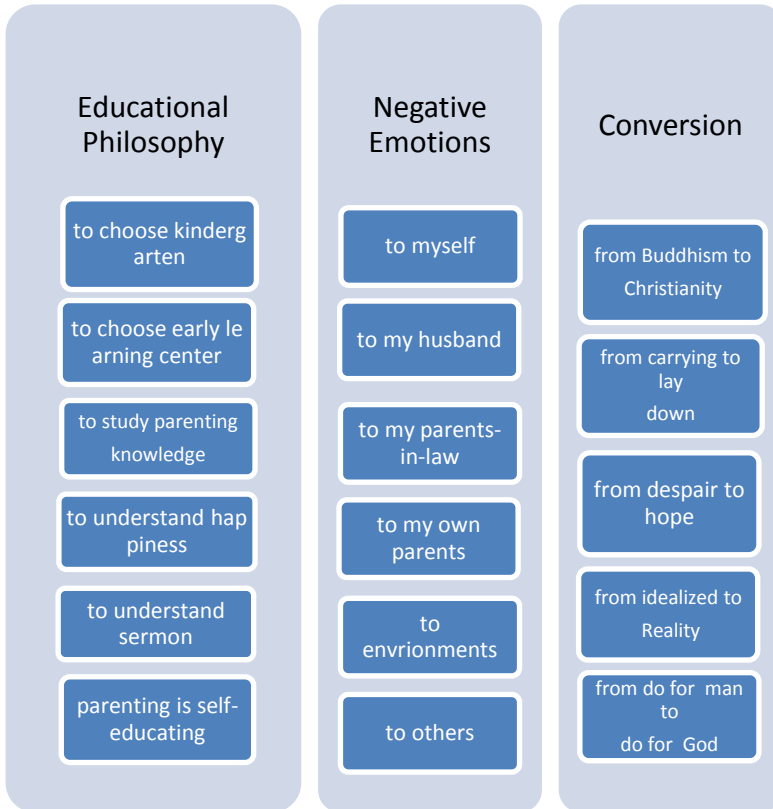 Educational
Philosophy
to choose kinderg
arten
to choose early le
arning center
to study parenting
knowledge
to understand hap
piness
to understand
sermon
parenting is self-
educating
Negative
Emotions
to myself
to my husband
to my parents-
in-law
to my own
parents
to
envrionments
to others
Conversion
from Buddhism to
Christianity
from carrying to
lay
down
from despair to
hope
from idealized to
Reality
from do for man
to
do for God